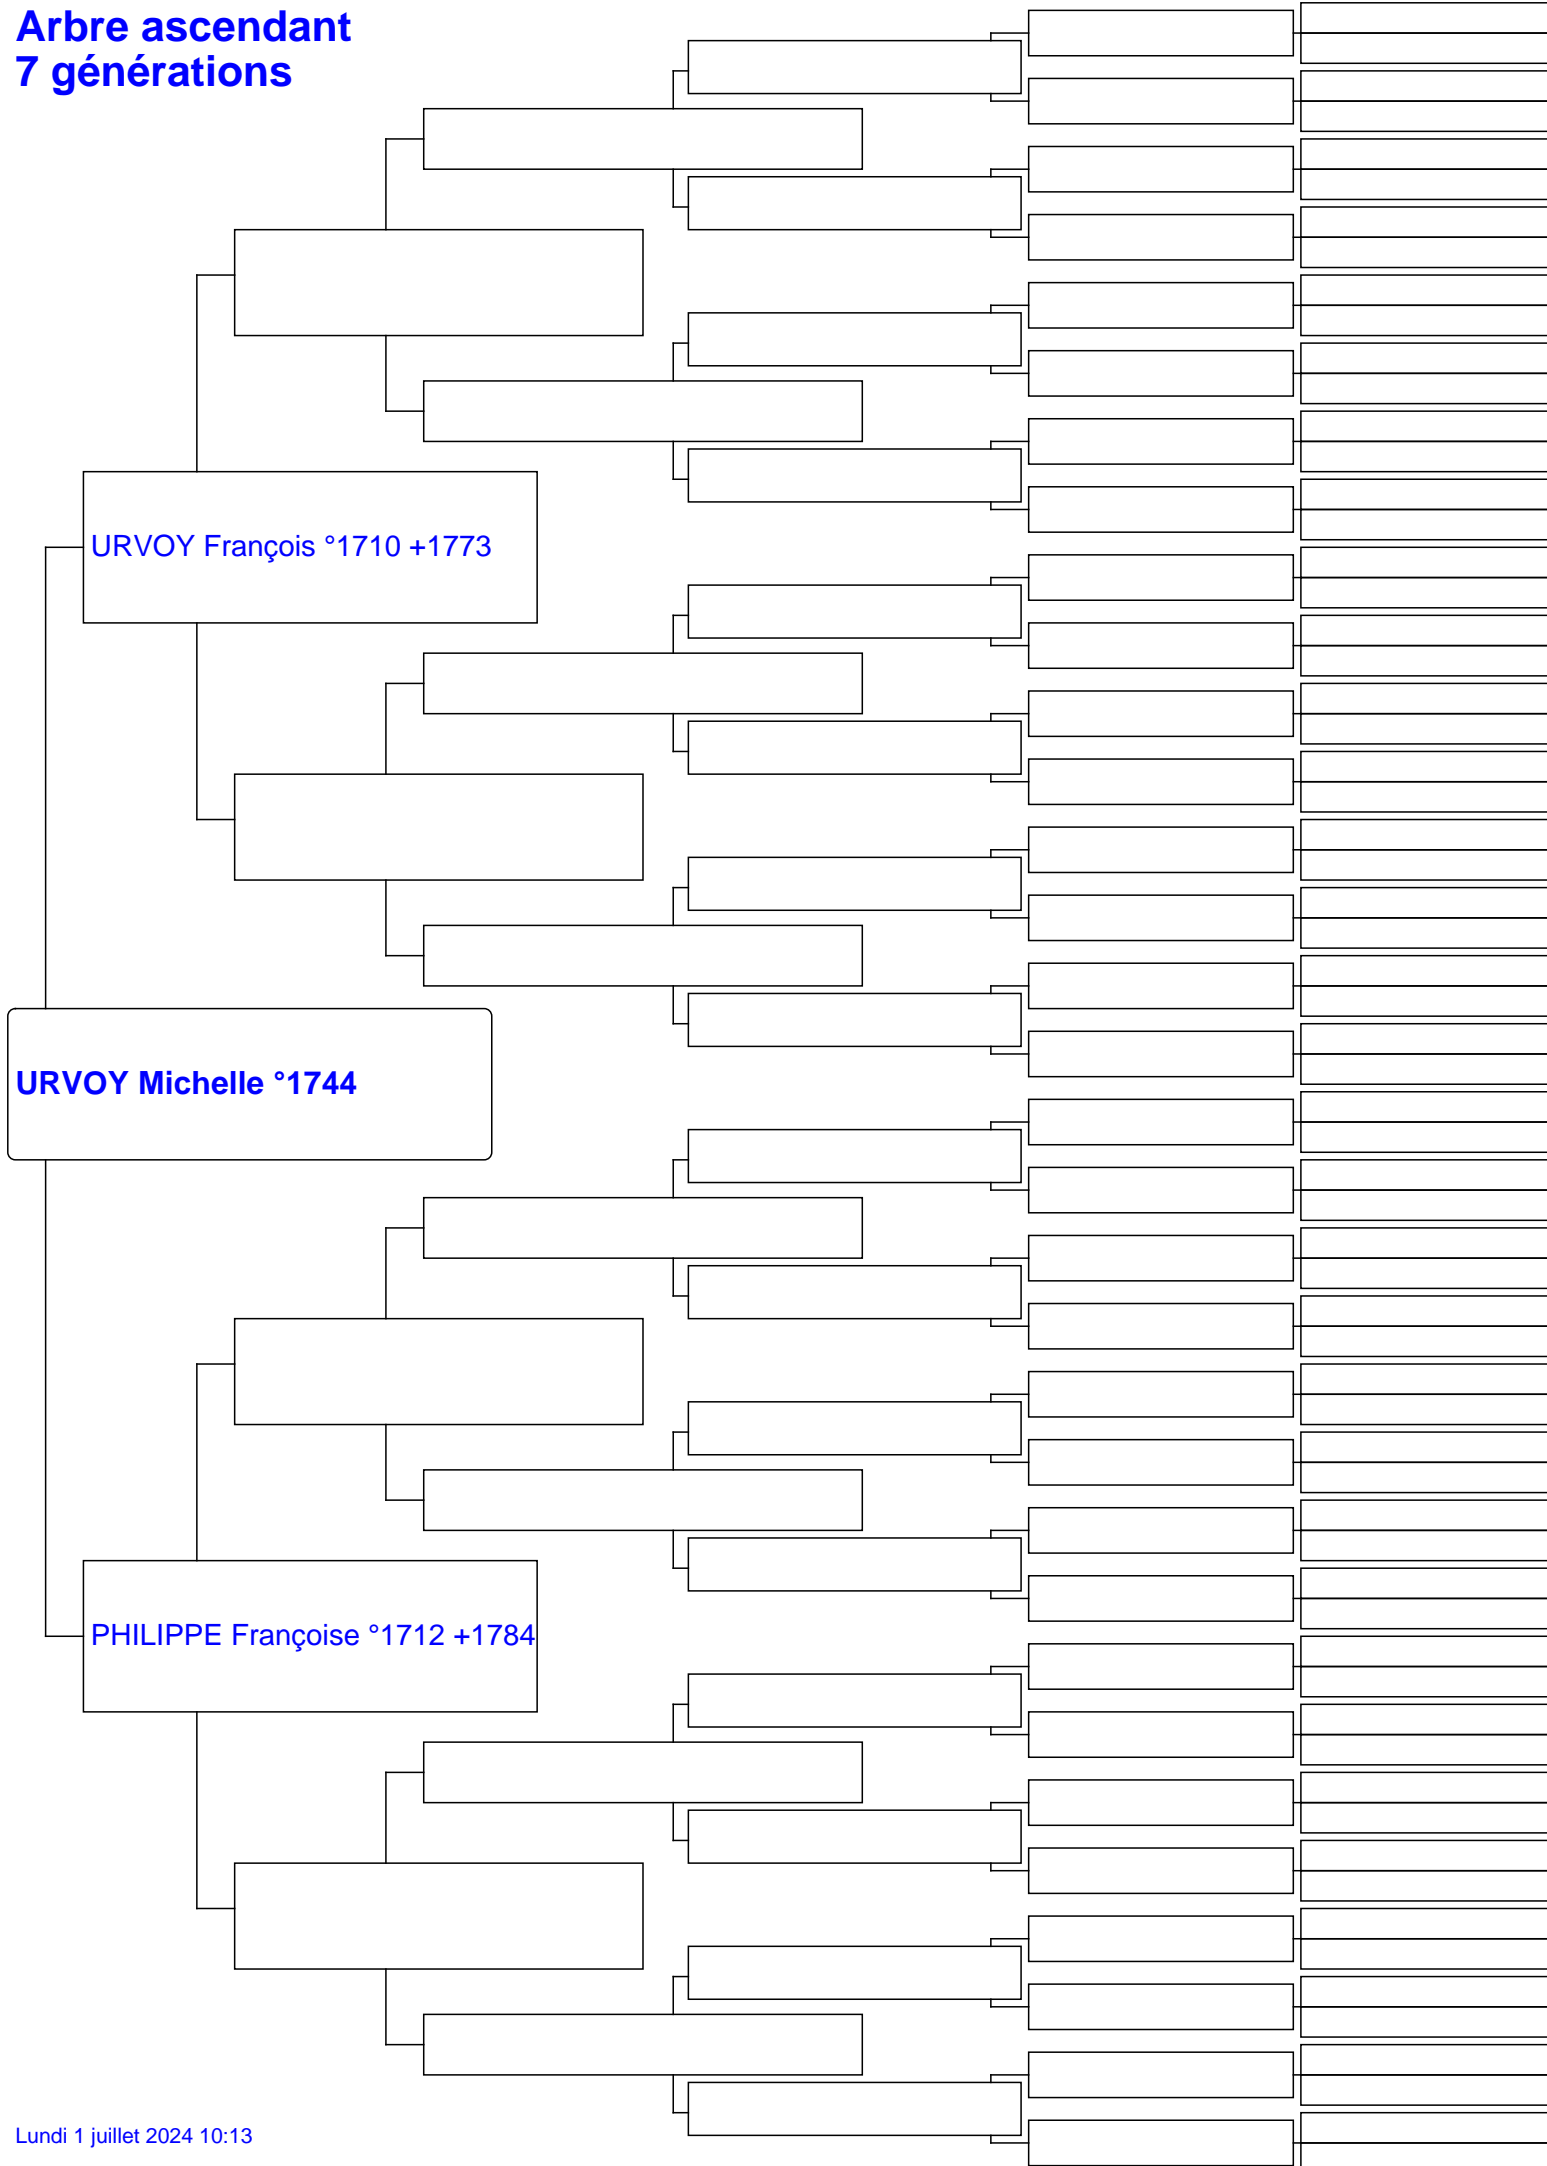 Arbre ascendant
7 générations
URVOY François °1710 +1773
URVOY Michelle °1744
PHILIPPE Françoise °1712 +1784
Lundi 1 juillet 2024 10:13